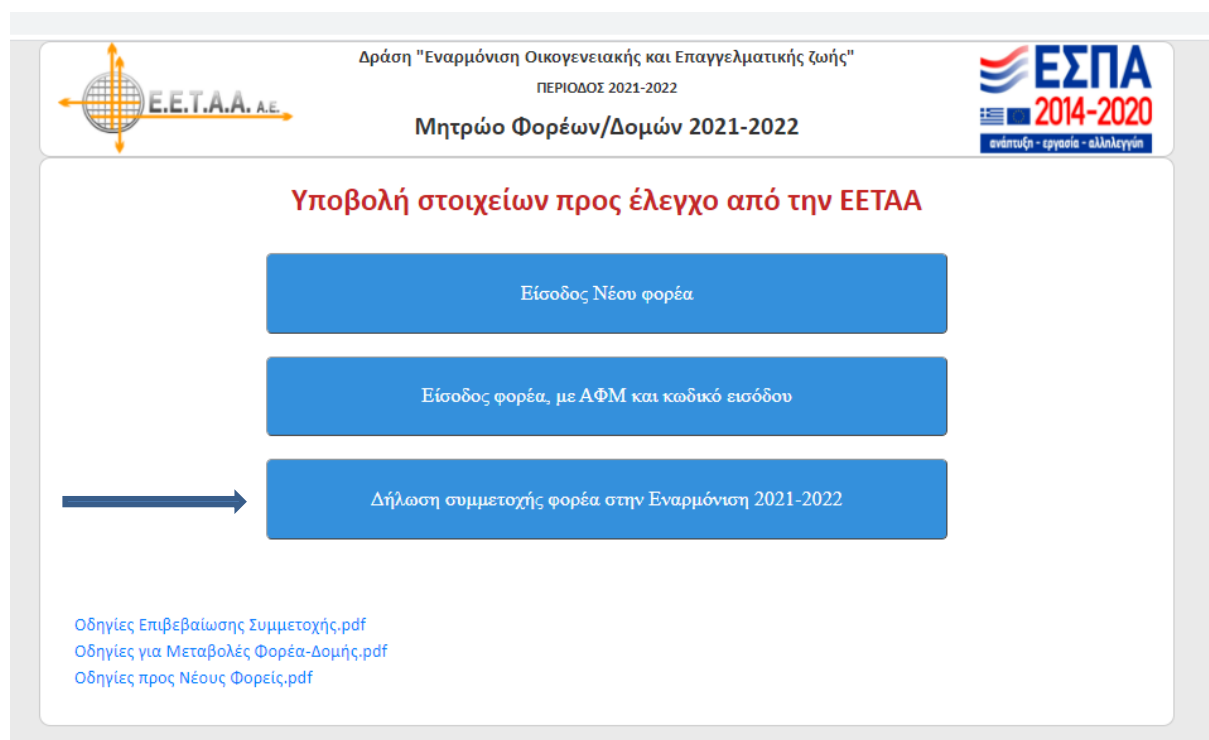 Ε.Ε.Τ.Α.Α. Α.Ε.
Δράση "Εναρμόνιση Οικογενειακής και Επαγγελματικής ζωής"
ΠΕΡΙΟΔΟΣ 2021-2022
Μητρώο Φορέων/Δομών 2021-2022
ΕΣΠΑ
2014-2020
ανάπτυξη - εργασία - αλληλεγγύη
Υποβολή στοιχείων προς έλεγχο από την ΕΕΤΑΑ
Είσοδος Νέου φορέα
Είσοδος φορέα, με ΑΦΜ και κωδικό εισόδου
Δήλωση συμμετοχής φορέα στην Εναρμόνιση 2021-2022
Οδηγίες Επιβεβαίωσης Συμμετοχής.pdf
Οδηγίες για Μεταβολές Φορέα-Δομής.pdf
Οδηγίες προς Νέους Φορείς.pdf